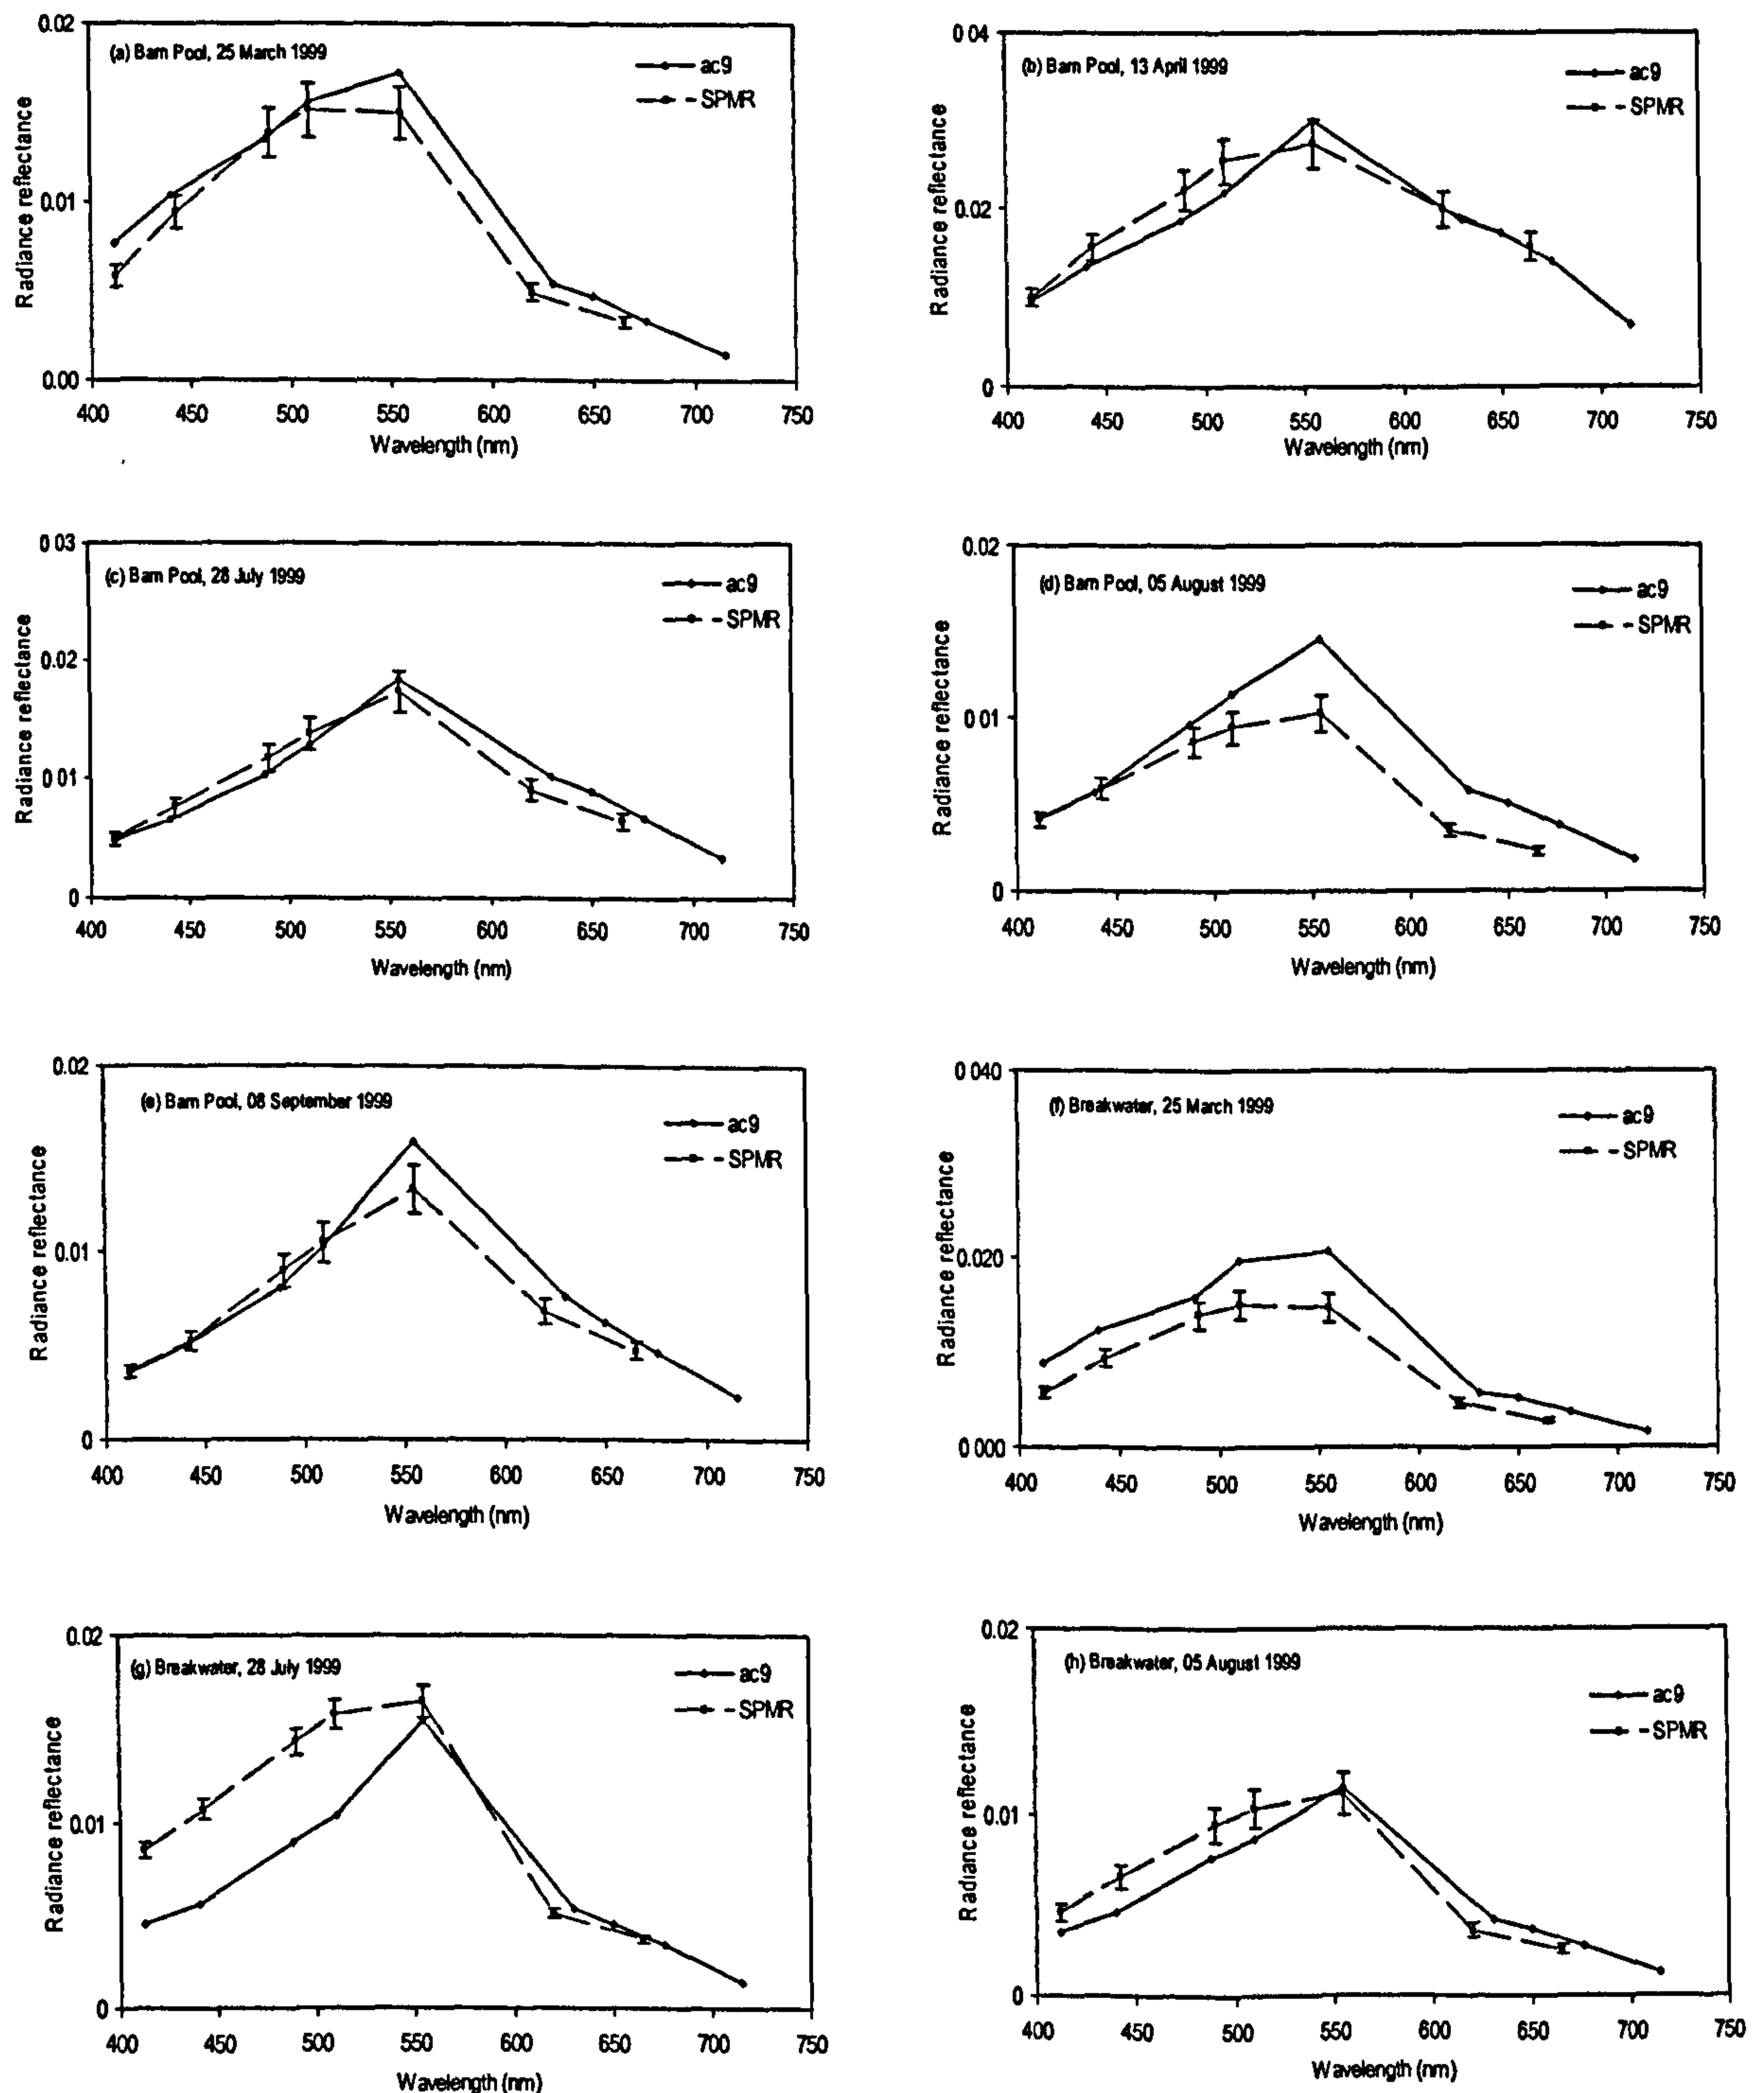 0.02
(a) Barn Pool, 25 March 1999
ac9
SPMR
0.01
0.00
Radiance reflectance
400 450 500 550 600 650 700 750
Wavelength (nm)
0 04
(b) Barn Pool, 13 April 1999
ac9
SPMR
0.02
0
Radiance reflectance
400 450 500 550 600 650 700 750
Wavelength (nm)
0 03
(c) Barn Pool, 28 July 1999
ac9
SPMR
0.02
0 01
0
Radiance reflectance
400 450 500 550 600 650 700 750
Wavelength (nm)
0.02
(d) Barn Pool, 05 August 1999
ac9
SPMR
0 01
0
Radiance reflectance
400 450 500 550 600 650 700 750
Wavelength (nm)
0.02
(e) Barn Pool, 08 September 1999
ac9
SPMR
0.01
0
Radiance reflectance
400 450 500 550 600 650 700 750
Wavelength (nm)
0 040
(f) Breakwater, 25 March 1999
ac9
SPMR
0.020
0 000
Radiance reflectance
400 450 500 550 600 650 700 750
Wavelength (nm)
0.02
(g) Breakwater, 28 July 1999
ac9
SPMR
0.01
0
Radiance reflectance
400 450 500 550 600 650 700 750
Wavelength (nm)
0.02
(h) Breakwater, 05 August 1999
ac9
SPMR
0.01
0
Radiance reflectance
400 450 500 550 600 650 700 750
Wavelength (nm)